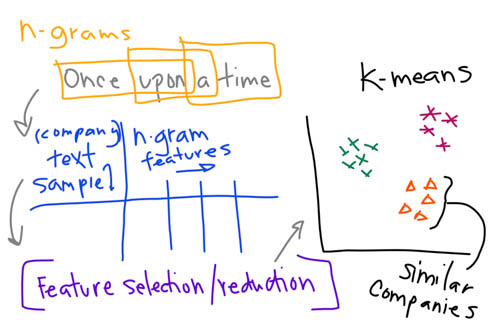 n-grams
Once upon a time
(company)
text
sample
n-gram
features
Feature selection/reduction
K-means
similar
companies